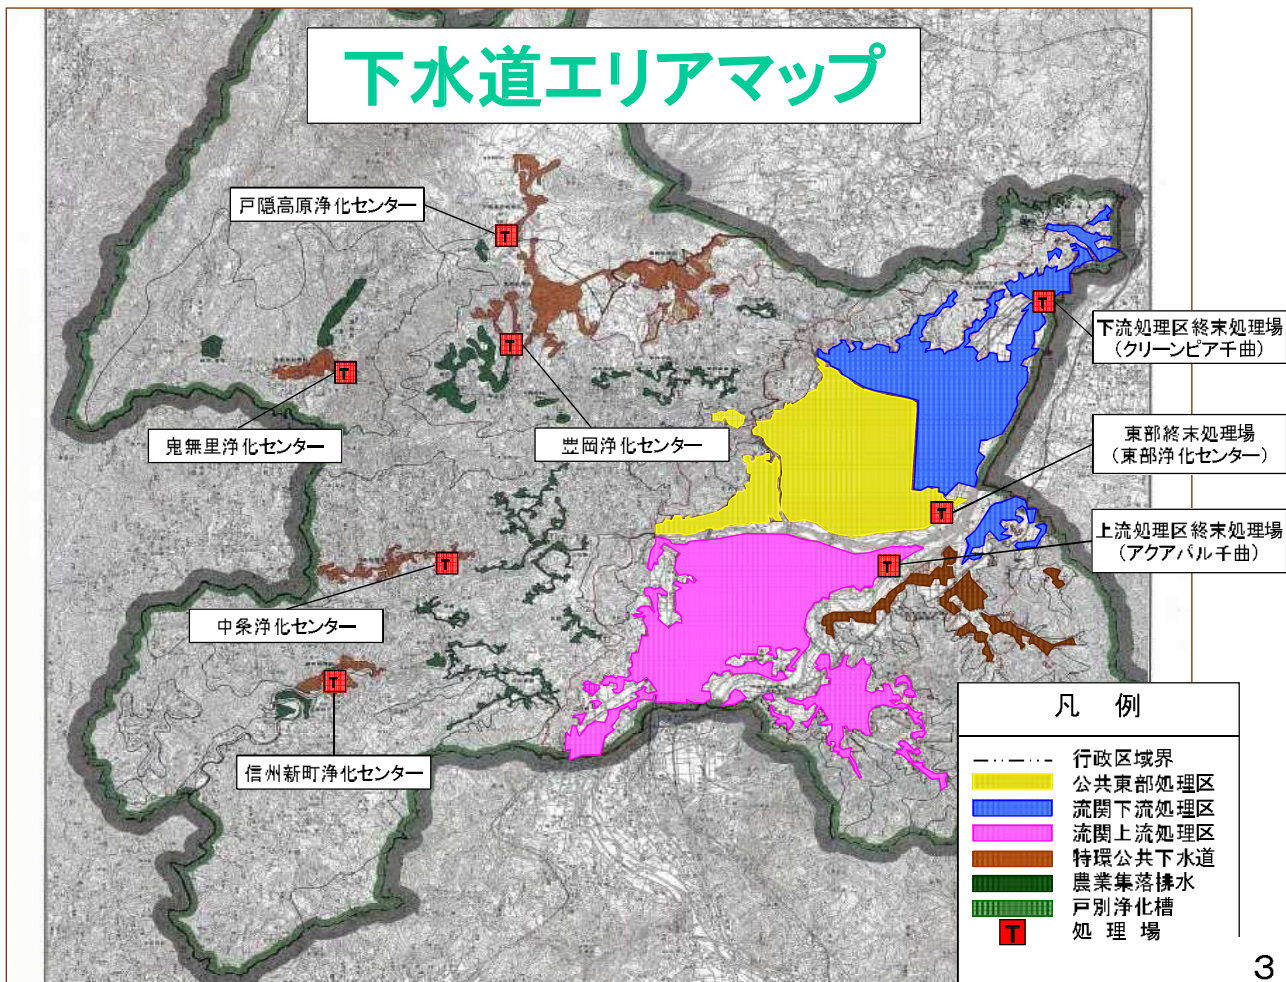 下水道エリアマップ
戸隠高原浄化センター
下流処理区終末処理場
(クリーンピア千曲)
鬼無里浄化センター
豊岡浄化センター
東部終末処理場
(東部浄化センター)
上流処理区終末処理場
(アクアパル千曲)
中条浄化センター
信州新町浄化センター
凡 例
行政区域界
公共東部処理区
流関下流処理区
流関上流処理区
特環公共下水道
農業集落排水
戸別浄化槽
T 処 理 場
T
T
T
T
T
T
T
T
3